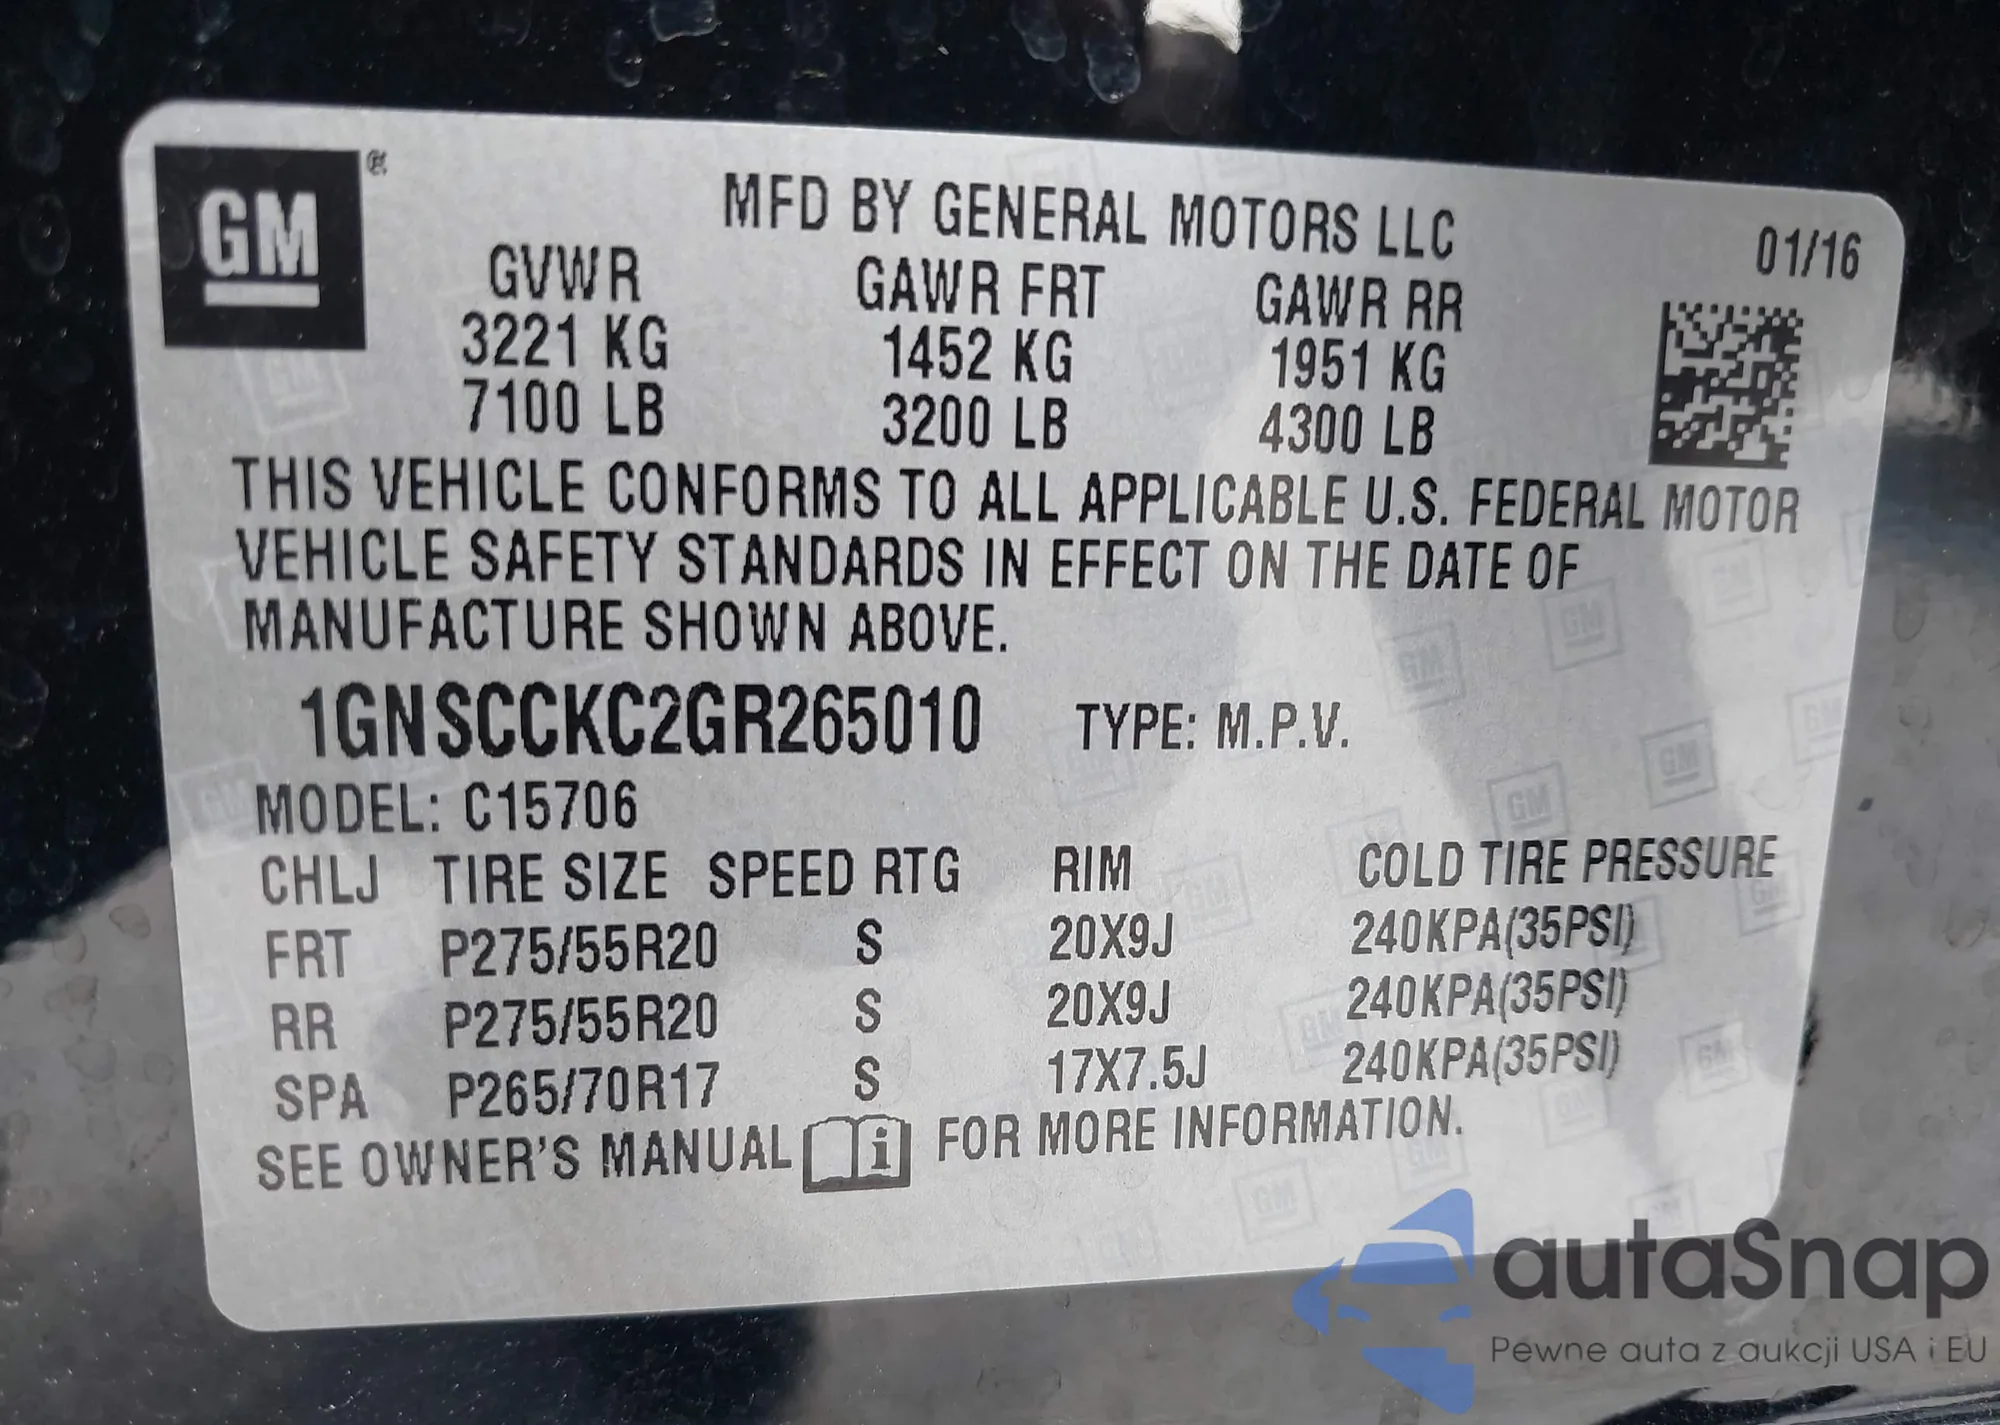 GM ®
MFD BY GENERAL MOTORS LLC
01/16
GVWR GAWR FRT GAWR RR
3221 KG 1452 KG 1951 KG
7100 LB 3200 LB 4300 LB
THIS VEHICLE CONFORMS TO ALL APPLICABLE U.S. FEDERAL MOTOR
VEHICLE SAFETY STANDARDS IN EFFECT ON THE DATE OF
MANUFACTURE SHOWN ABOVE.
1GNSCCKC2GR265010 TYPE: M.P.V.
MODEL: C15706
CHLJ TIRE SIZE SPEED RTG RIM COLD TIRE PRESSURE
FRT P275/55R20 S 20X9J 240KPA(35PSI)
RR P275/55R20 S 20X9J 240KPA(35PSI)
SPA P265/70R17 S 17X7.5J 240KPA(35PSI)
SEE OWNER'S MANUAL i FOR MORE INFORMATION.
autaSnap
Pewne auta z aukcji USA i EU